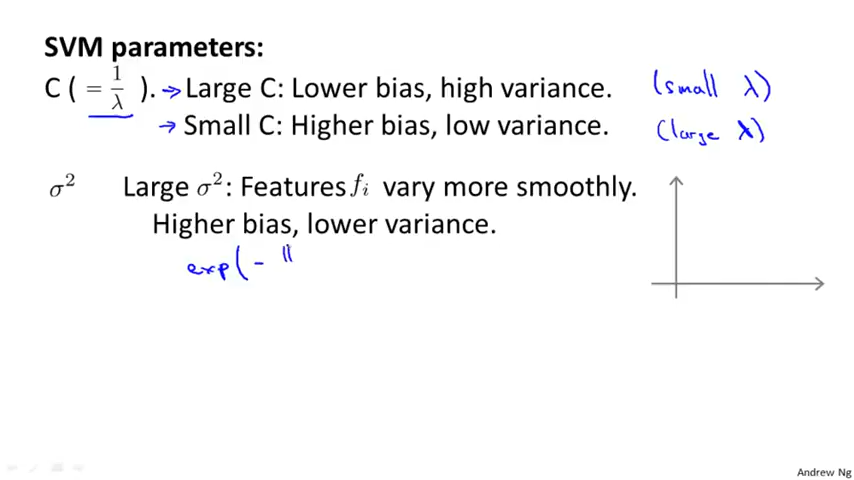 SVM parameters:
C ( = 1/λ ). → Large C: Lower bias, high variance. (small λ)
→ Small C: Higher bias, low variance. (large λ)
σ² Large σ²: Features fᵢ vary more smoothly.
Higher bias, lower variance.
exp( - ‖
Andrew Ng